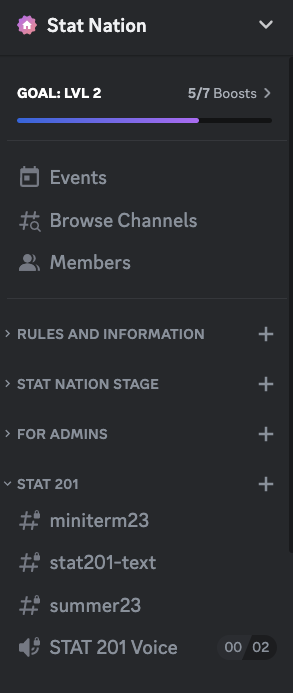 Stat Nation
GOAL: LVL 2 5/7 Boosts
Events
Browse Channels
Members
RULES AND INFORMATION
STAT NATION STAGE
FOR ADMINS
STAT 201
miniterm23
stat201-text
summer23
STAT 201 Voice 00 02